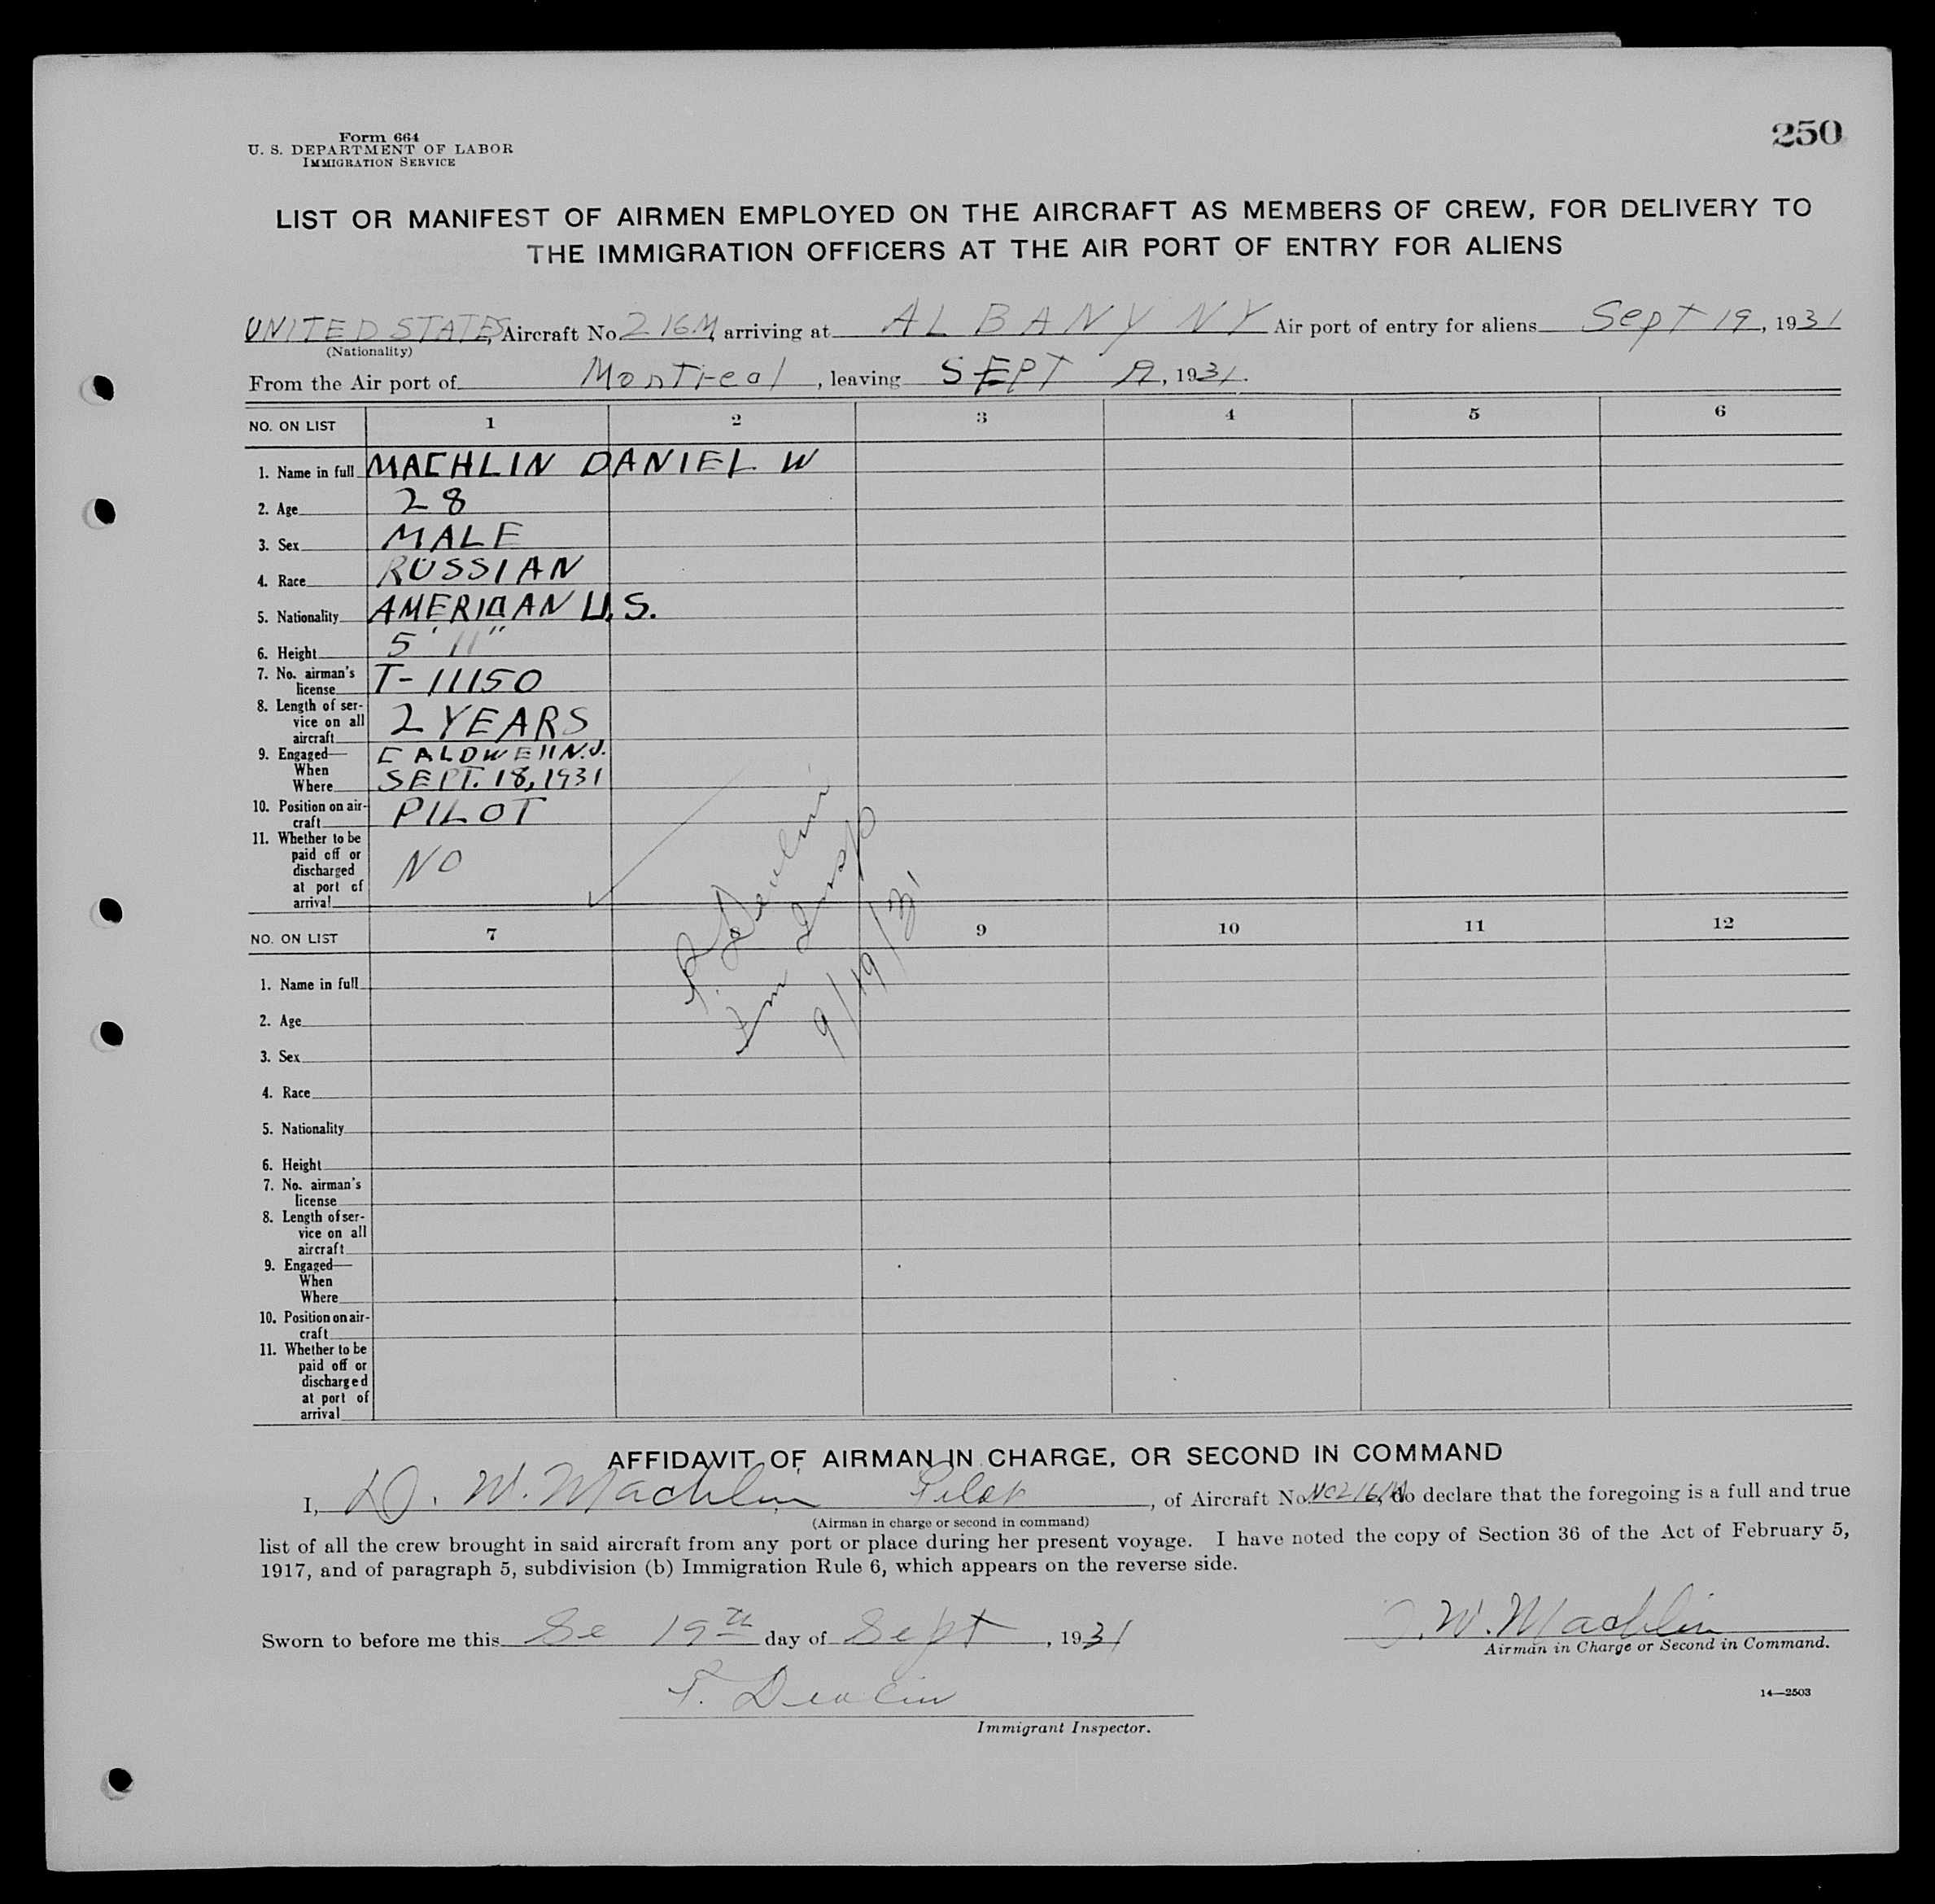 Form 664
U. S. DEPARTMENT OF LABOR
IMMIGRATION SERVICE
250
LIST OR MANIFEST OF AIRMEN EMPLOYED ON THE AIRCRAFT AS MEMBERS OF CREW, FOR DELIVERY TO
THE IMMIGRATION OFFICERS AT THE AIR PORT OF ENTRY FOR ALIENS
UNITED STATES, Aircraft No. 216M, arriving at ALBANY NY Air port of entry for aliens Sept 19, 1931
(Nationality)
From the Air port of Montreal, leaving SEPT, 1931.
NO. ON LIST 1 2 3 4 5 6
1. Name in full MACHLIN DANIEL W
2. Age 28
3. Sex MALE
4. Race RUSSIAN
5. Nationality AMERICAN U.S.
6. Height 5' 11"
7. No. airman's
license T-11150
8. Length of ser-
vice on all
aircraft 2 YEARS
9. Engaged— CALDWEll N.J.
When
Where SEPT. 18, 1931
10. Position on air-
craft PILOT
11. Whether to be
paid off or
discharged
at port of
arrival NO
Im Insp
9/19/31
NO. ON LIST 7 8 9 10 11 12
1. Name in full
2. Age
3. Sex
4. Race
5. Nationality
6. Height
7. No. airman's
license
8. Length of ser-
vice on all
aircraft
9. Engaged—
When
Where
10. Position on air-
craft
11. Whether to be
paid off or
discharged
at port of
arrival
AFFIDAVIT OF AIRMAN IN CHARGE, OR SECOND IN COMMAND
I, D. W. Machlin Pilot, of Aircraft No. NC216M, do declare that the foregoing is a full and true
(Airman in charge or second in command)
list of all the crew brought in said aircraft from any port or place during her present voyage. I have noted the copy of Section 36 of the Act of February 5,
1917, and of paragraph 5, subdivision (b) Immigration Rule 6, which appears on the reverse side.
Sworn to before me this Se 19th day of Sept, 1931
D. W. Machlin
Airman in Charge or Second in Command.
Devlin
14—2503
Immigrant Inspector.